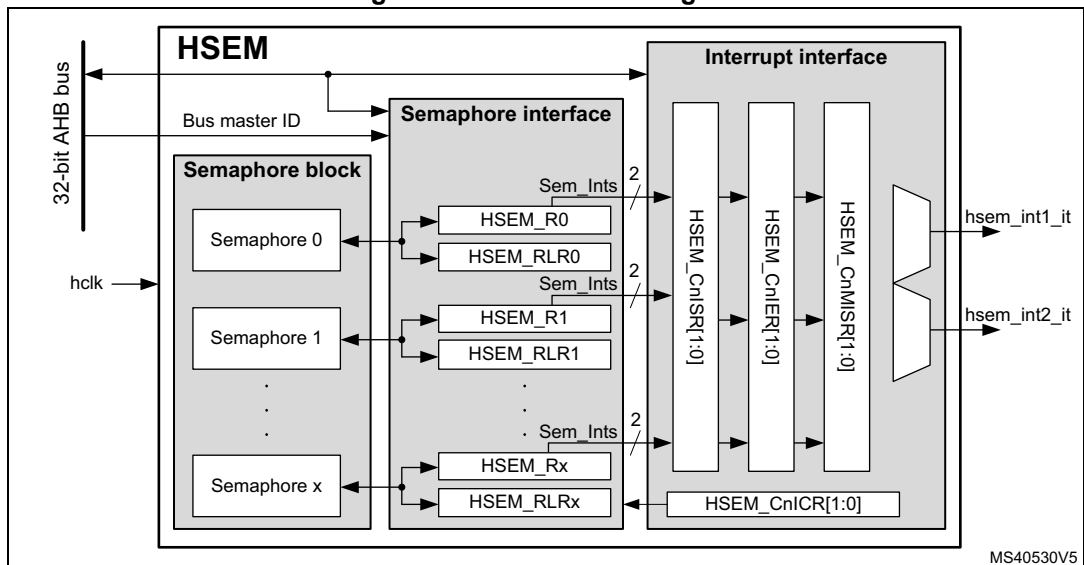 HSEM
32-bit AHB bus
Bus master ID
hclk
Semaphore block
Semaphore 0
Semaphore 1
.
.
.
Semaphore x
Semaphore interface
Sem_Ints
2
HSEM_R0
HSEM_RLR0
Sem_Ints
2
HSEM_R1
HSEM_RLR1
.
.
.
Sem_Ints
2
HSEM_Rx
HSEM_RLRx
Interrupt interface
HSEM_CnISR[1:0]
HSEM_CnIER[1:0]
HSEM_CnMISR[1:0]
HSEM_CnICR[1:0]
hsem_int1_it
hsem_int2_it
MS40530V5